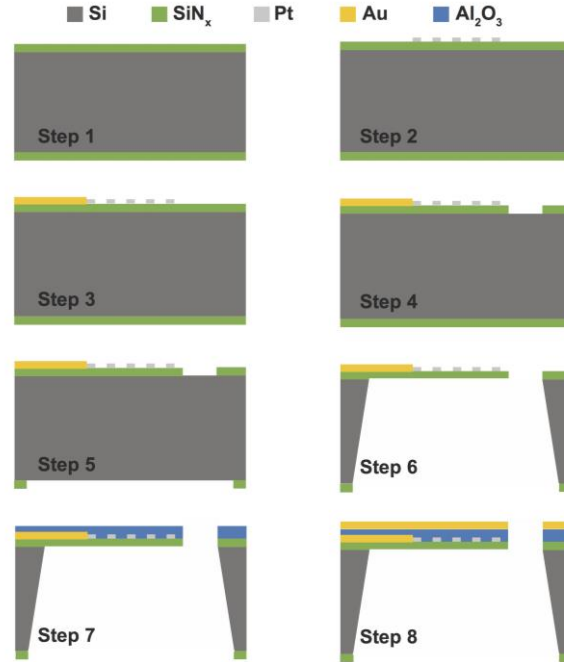 Si SiNₓ Pt Au Al₂O₃
Step 1 Step 2
Step 3 Step 4
Step 5 Step 6
Step 7 Step 8